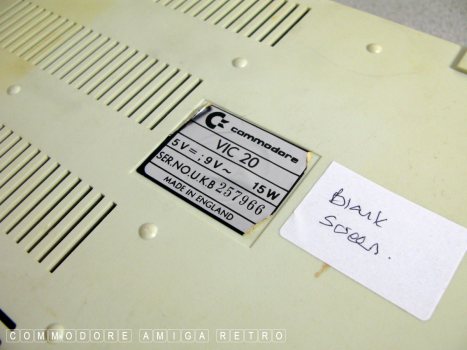 commodore
VIC 20
5V= : 9V~ 15W
SER.NO.U.K.B 257966
MADE IN ENGLAND
Blank
Screen.
COMMODORE AMIGA RETRO